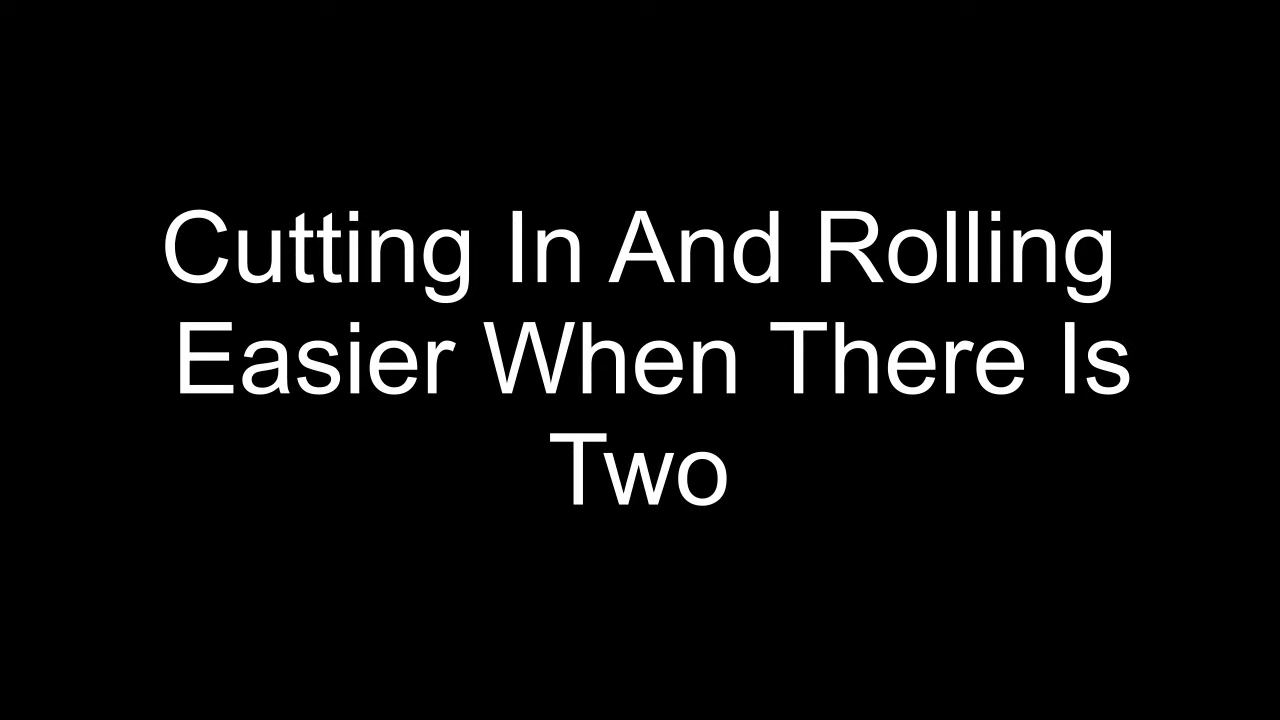 Cutting In And Rolling
Easier When There Is
Two